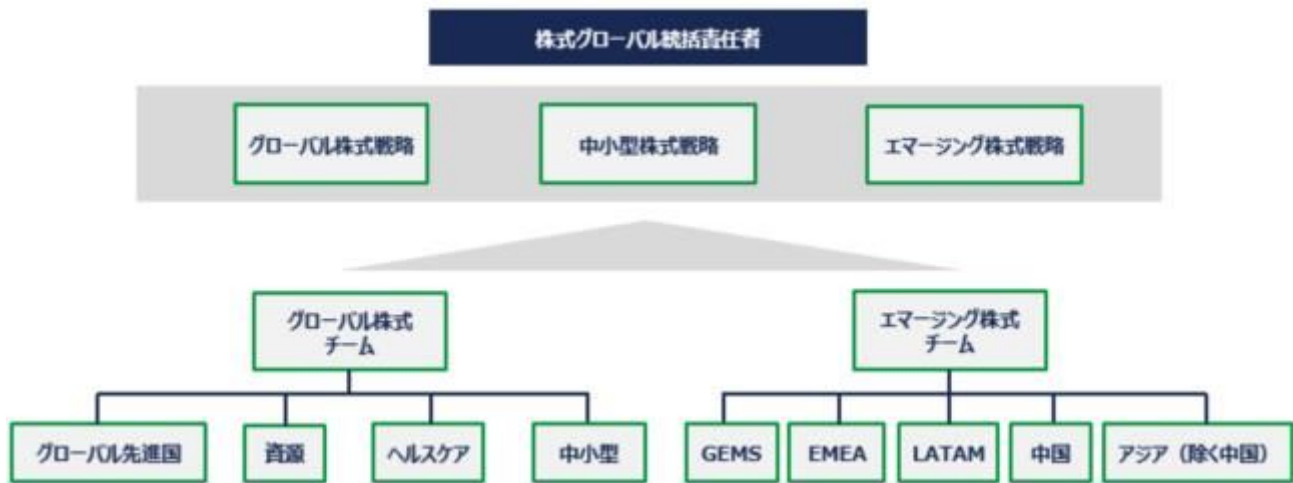 株式グローバル統括責任者
グローバル株式戦略
中小型株式戦略
エマージング株式戦略
グローバル株式
チーム
エマージング株式
チーム
グローバル先進国
資源
ヘルスケア
中小型
GEMS
EMEA
LATAM
中国
アジア（除く中国）